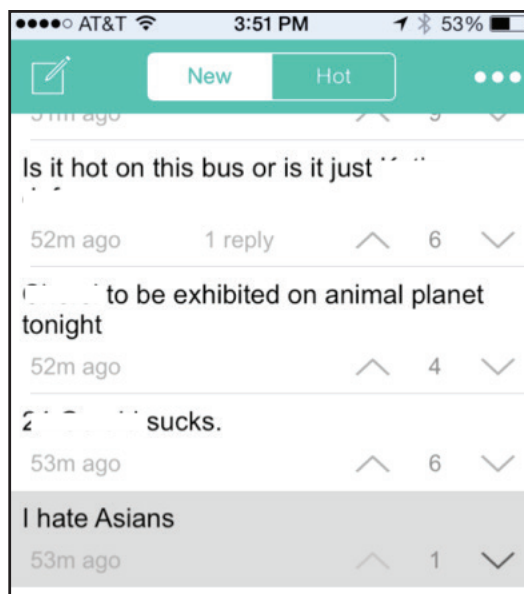 AT&T 3:51 PM 53%
New Hot
9
Is it hot on this bus or is it just
52m ago 1 reply 6
to be exhibited on animal planet
tonight
52m ago 4
sucks.
53m ago 6
I hate Asians
53m ago 1